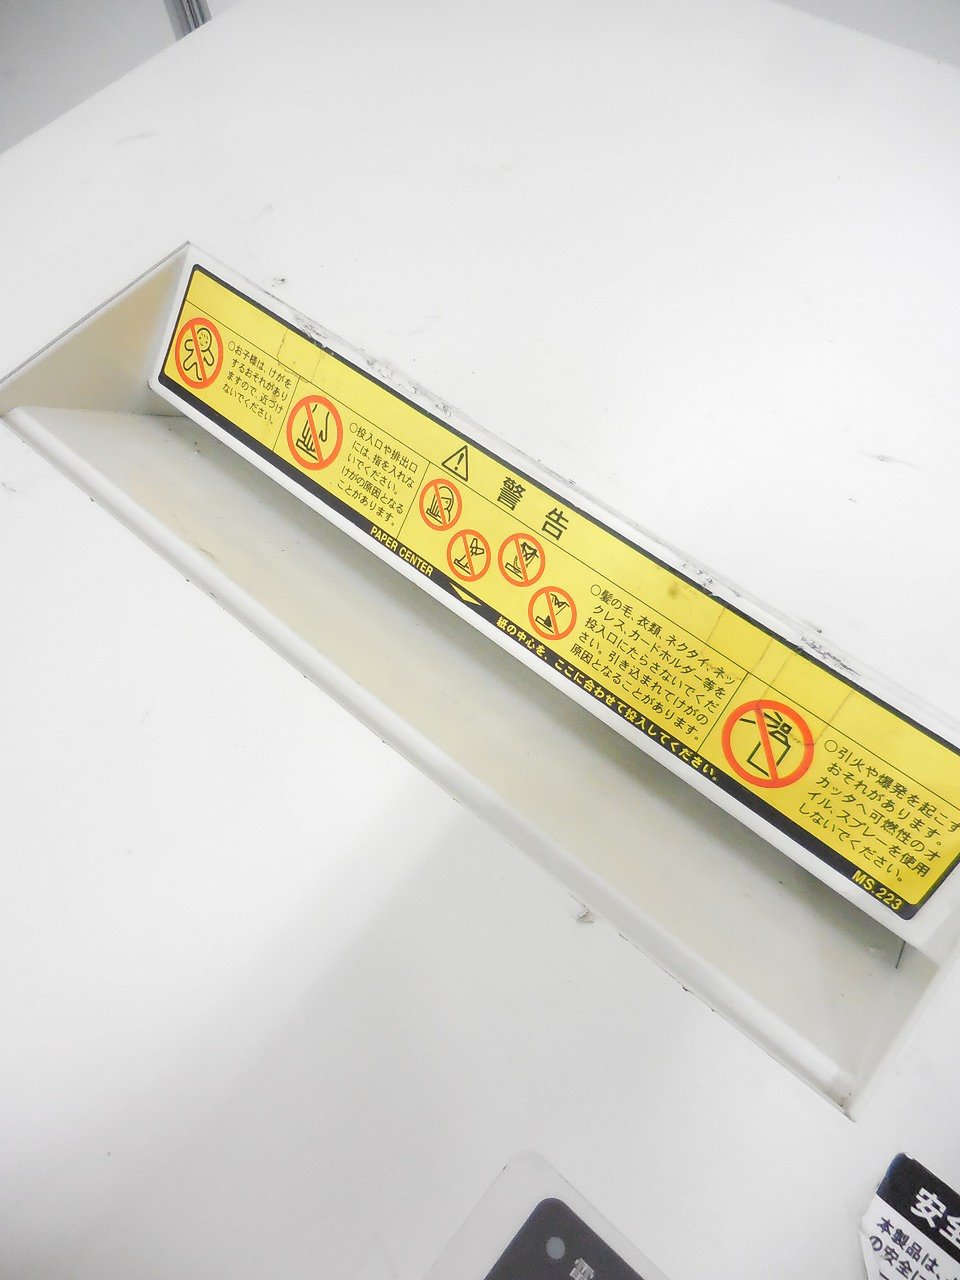 警告
○お子様は、けがを
するおそれがあり
ますので、近づけ
ないでください。
○投入口や排出口
には、指を入れな
いでください。
けがの原因となる
ことがあります。
○髪の毛、衣類、ネクタイ、ネッ
クレス、カードホルダー等を
投入口にたらさないでくだ
さい。引き込まれてけがの
原因となることがあります。
○引火や爆発を起こす
おそれがあります。
カッタへ可燃性のオ
イル、スプレーを使用
しないでください。
PAPER CENTER
紙の中心を、ここに合わせて投入してください。
MS.223
安全
本製品は、
の安全に
電